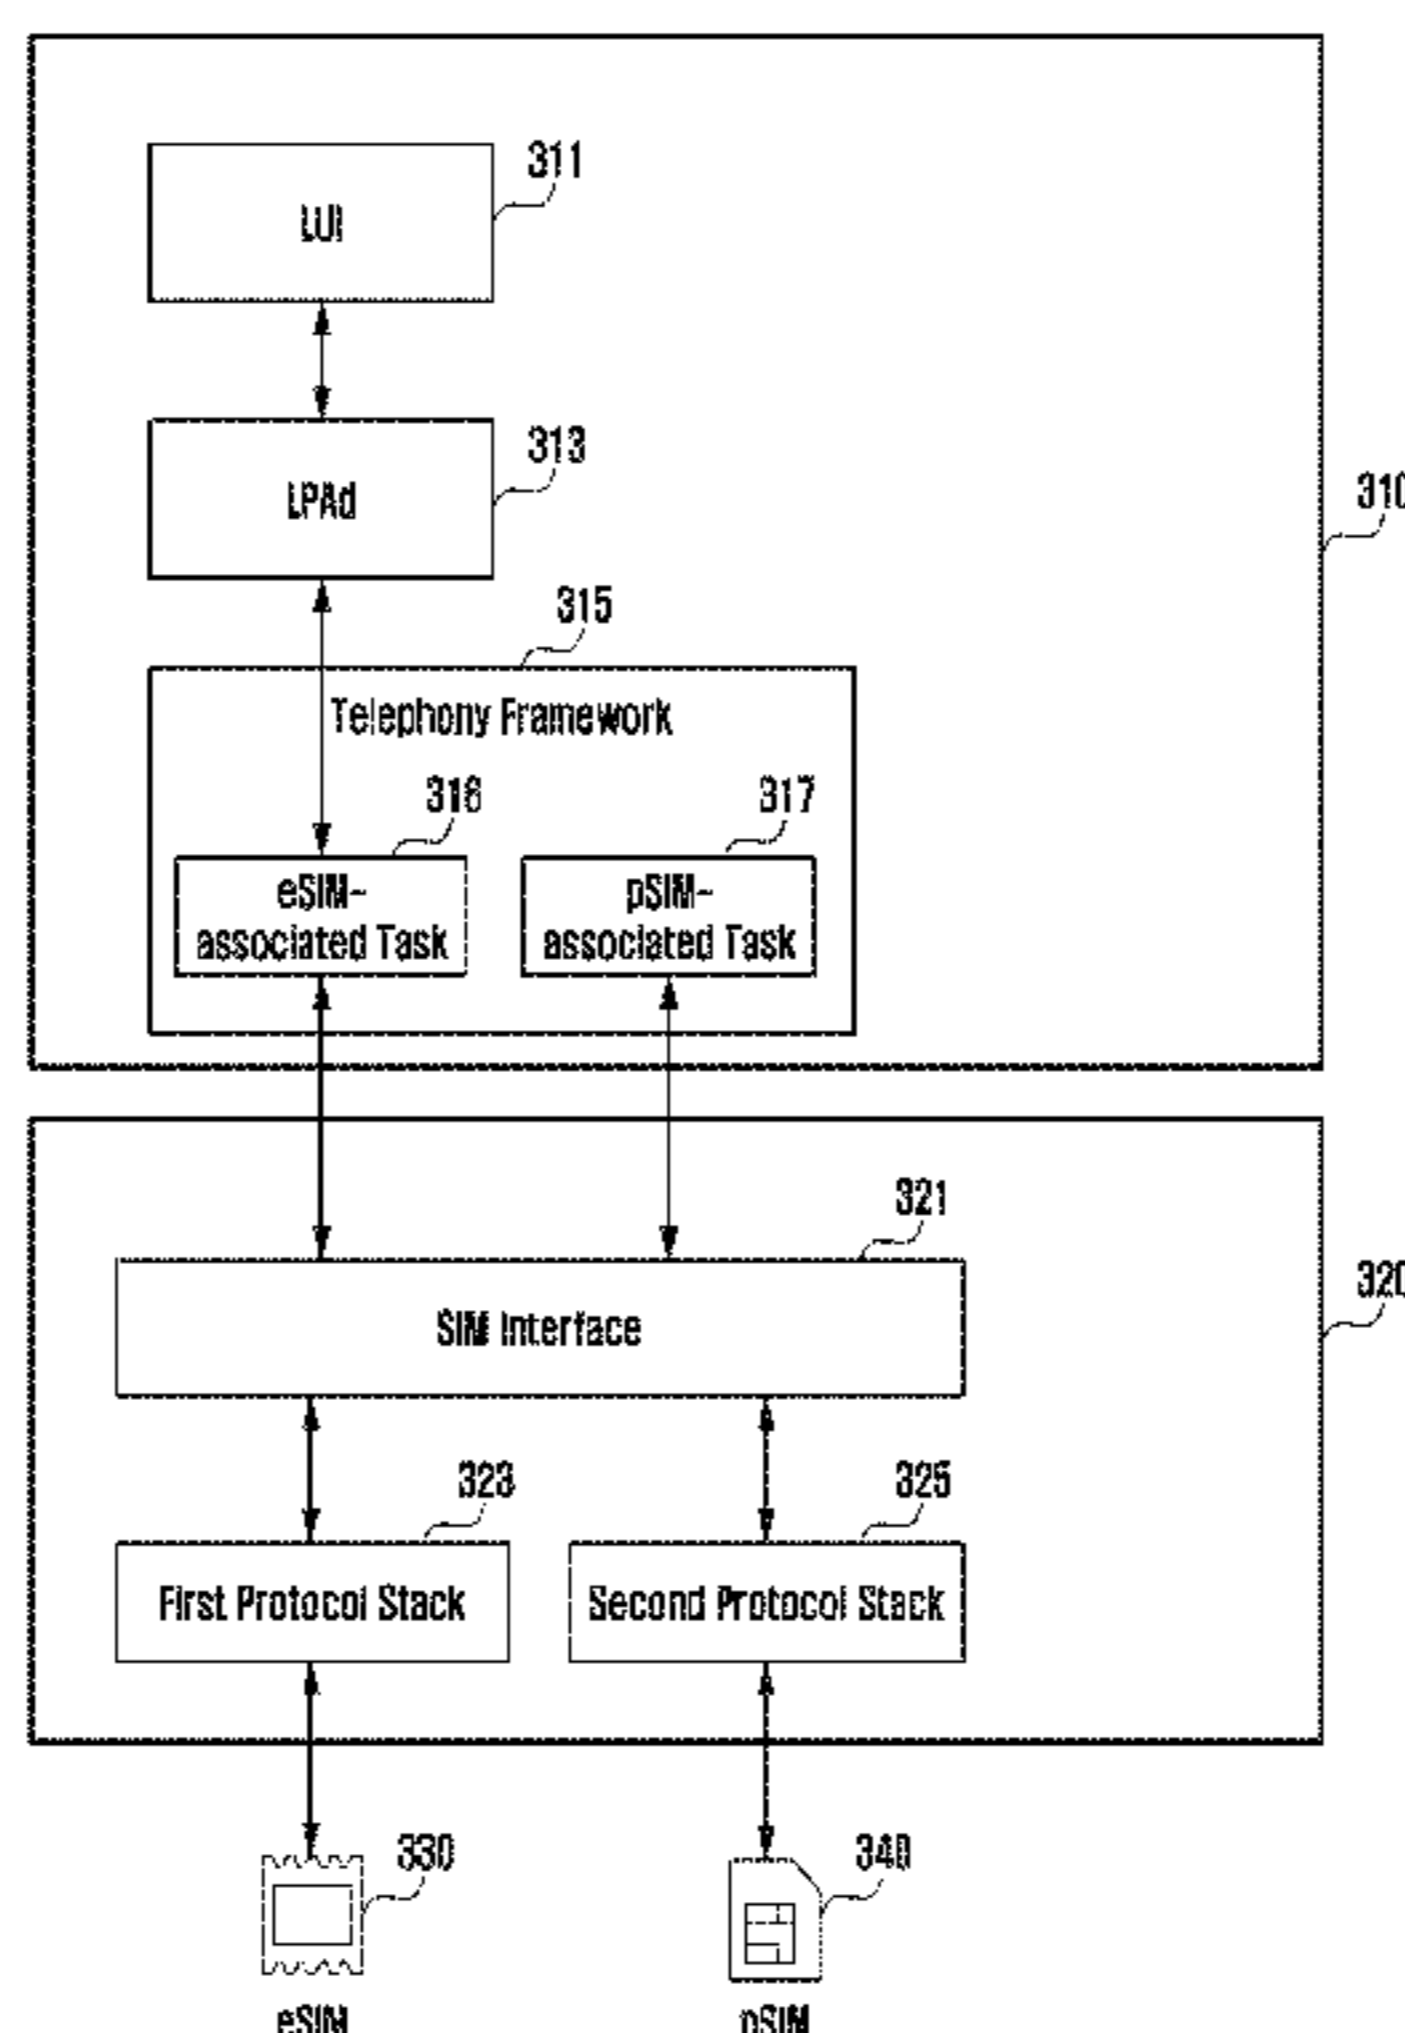 311
LUI
313
LPAd
310
315
Telephony Framework
316
317
eSIM-
associated Task
pSIM-
associated Task
321
320
SIM Interface
323
325
First Protocol Stack
Second Protocol Stack
330
340
eSIM
pSIM